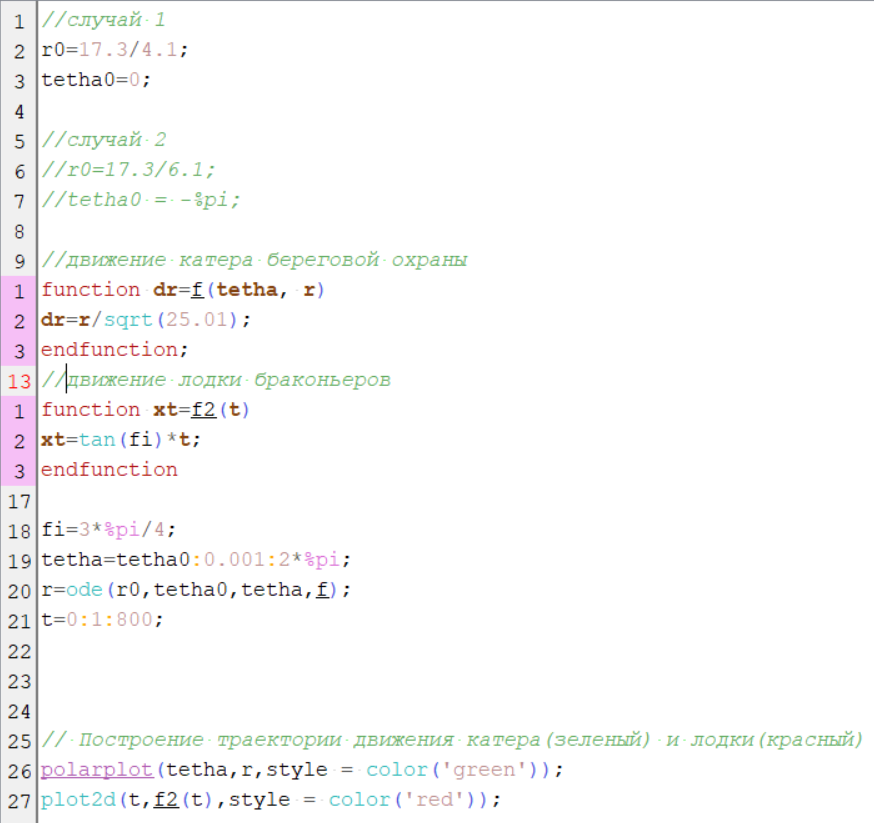 1 //случай 1
2 r0=17.3/4.1;
3 tetha0=0;
4
5 //случай 2
6 //r0=17.3/6.1;
7 //tetha0 = -%pi;
8
9 //движение катера береговой охраны
1 function dr=f(tetha, r)
2 dr=r/sqrt(25.01);
3 endfunction;
13 //движение лодки браконьеров
1 function xt=f2(t)
2 xt=tan(fi)*t;
3 endfunction
17
18 fi=3*%pi/4;
19 tetha=tetha0:0.001:2*%pi;
20 r=ode(r0,tetha0,tetha,f);
21 t=0:1:800;
22
23
24
25 // Построение траектории движения катера(зеленый) и лодки(красный)
26 polarplot(tetha,r,style = color('green'));
27 plot2d(t,f2(t),style = color('red'));